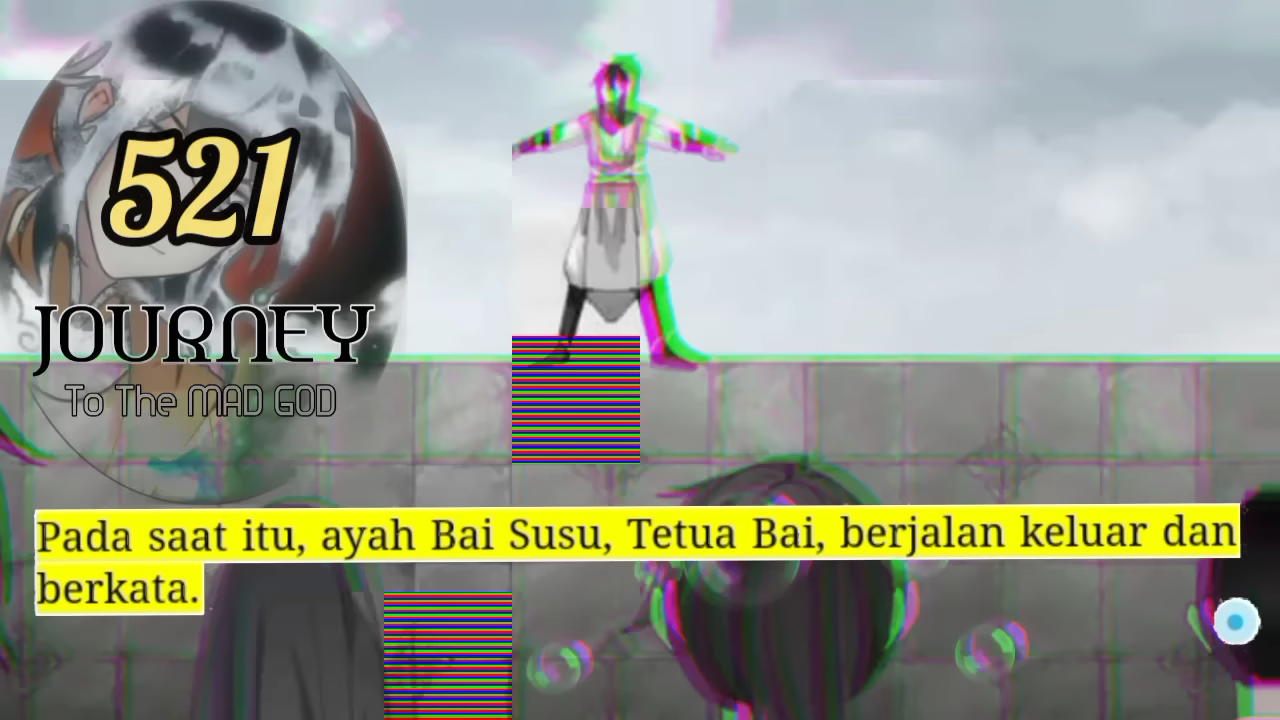 521
JOURNEY
To The MAD GOD
Pada saat itu, ayah Bai Susu, Tetua Bai, berjalan keluar dan
berkata.